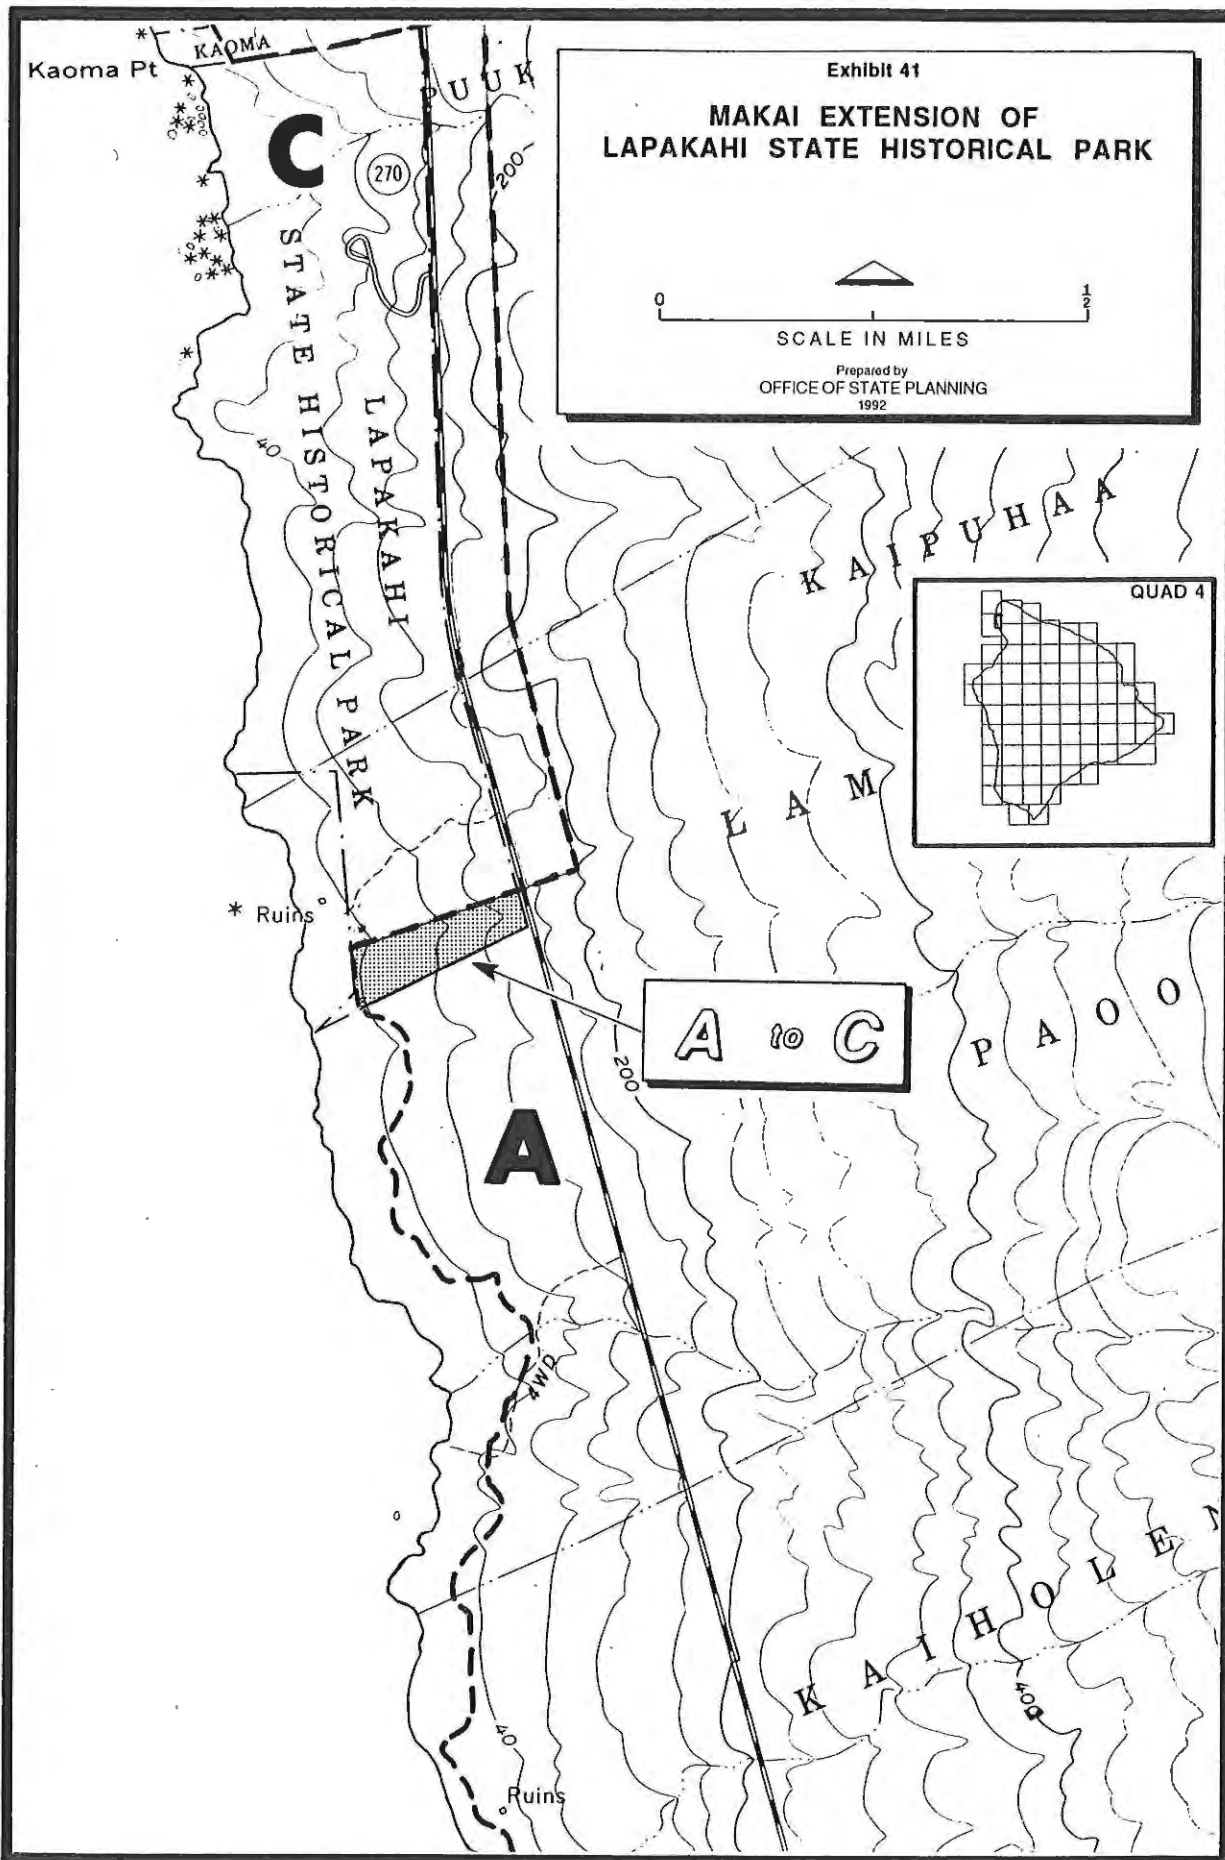 KAOMA
Kaoma Pt
PUUK
C
270
200
Exhibit 41
MAKAI EXTENSION OF
LAPAKAHI STATE HISTORICAL PARK
0
1/2
SCALE IN MILES
Prepared by
OFFICE OF STATE PLANNING
1992
STATE HISTORICAL PARK
LAPAKAHI
40
KAIPUHAA
QUAD 4
LAM
* Ruins
PAOO
A to C
200
A
4WD
KAIHOLE
400
40
Ruins